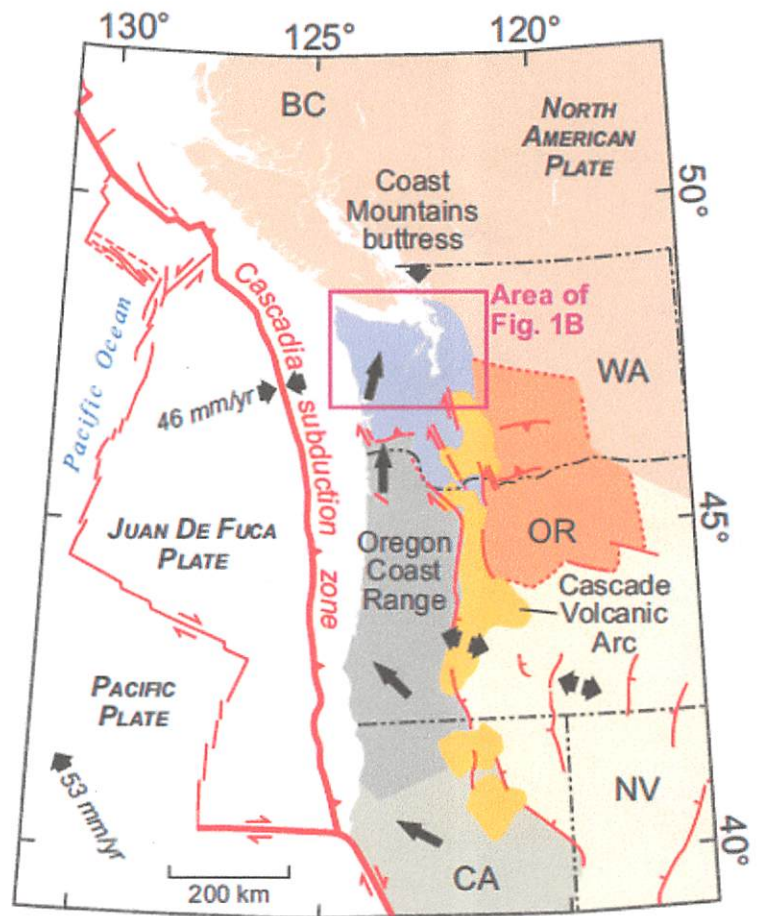 130°
125°
120°
BC
NORTH
AMERICAN
PLATE
50°
Coast
Mountains
buttress
Area of
Fig. 1B
Pacific Ocean
Cascadia subduction zone
46 mm/yr
WA
45°
JUAN DE FUCA
PLATE
Oregon
Coast
Range
OR
Cascade
Volcanic
Arc
PACIFIC
PLATE
53 mm/yr
NV
40°
CA
200 km